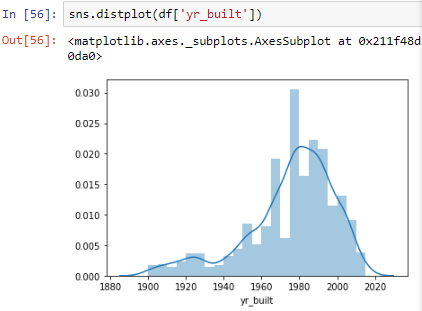 In [56]: sns.distplot(df['yr_built'])
Out[56]: <matplotlib.axes._subplots.AxesSubplot at 0x211f48d
0da0>
0.030
0.025
0.020
0.015
0.010
0.005
0.000
1880 1900 1920 1940 1960 1980 2000 2020
yr_built